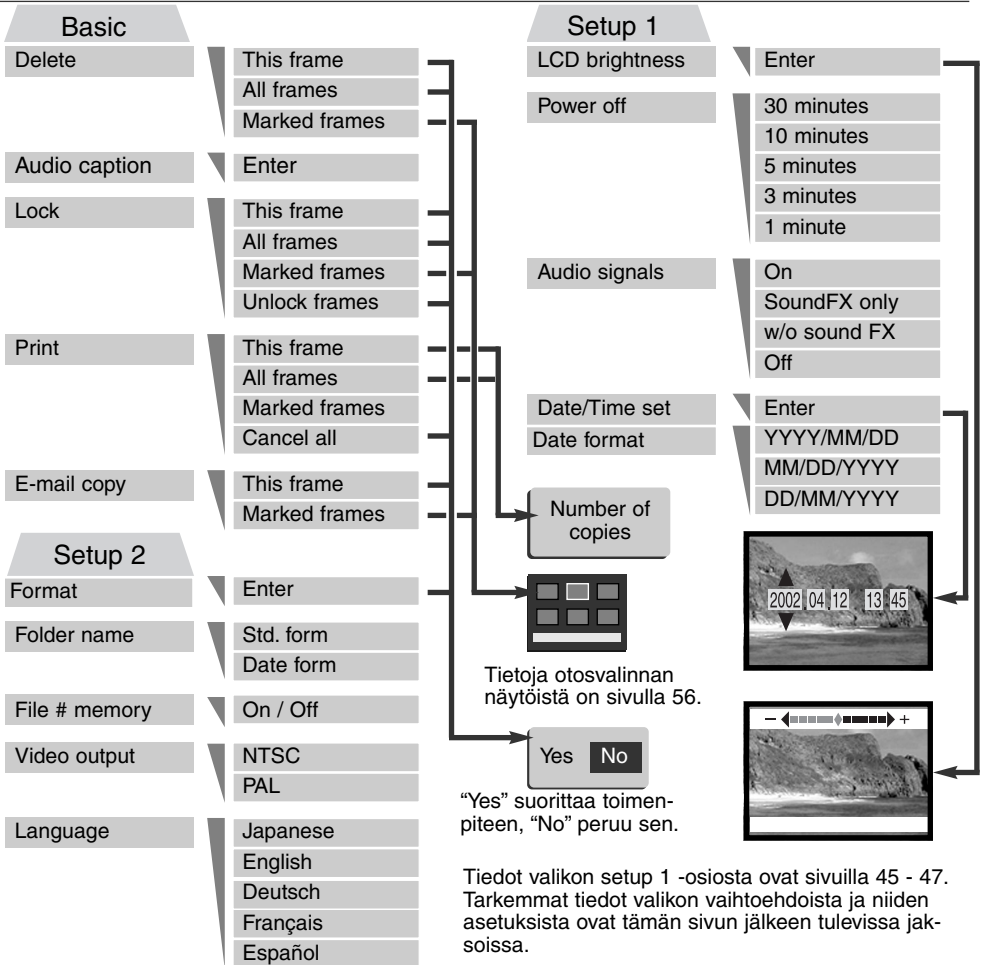 Basic
Delete
This frame
All frames
Marked frames
Audio caption
Enter
Lock
This frame
All frames
Marked frames
Unlock frames
Print
This frame
All frames
Marked frames
Cancel all
E-mail copy
This frame
Marked frames
Setup 2
Format
Enter
Folder name
Std. form
Date form
File # memory
On / Off
Video output
NTSC
PAL
Language
Japanese
English
Deutsch
Français
Español
Setup 1
LCD brightness
Enter
Power off
30 minutes
10 minutes
5 minutes
3 minutes
1 minute
Audio signals
On
SoundFX only
w/o sound FX
Off
Date/Time set
Enter
Date format
YYYY/MM/DD
MM/DD/YYYY
DD/MM/YYYY
Number of
copies
2002 04 12 13:45
Tietoja otosvalinnan
näytöistä on sivulla 56.
− +
Yes No
“Yes” suorittaa toimen-
piteen, “No” peruu sen.
Tiedot valikon setup 1 -osiosta ovat sivuilla 45 - 47.
Tarkemmat tiedot valikon vaihtoehdoista ja niiden
asetuksista ovat tämän sivun jälkeen tulevissa jak-
soissa.